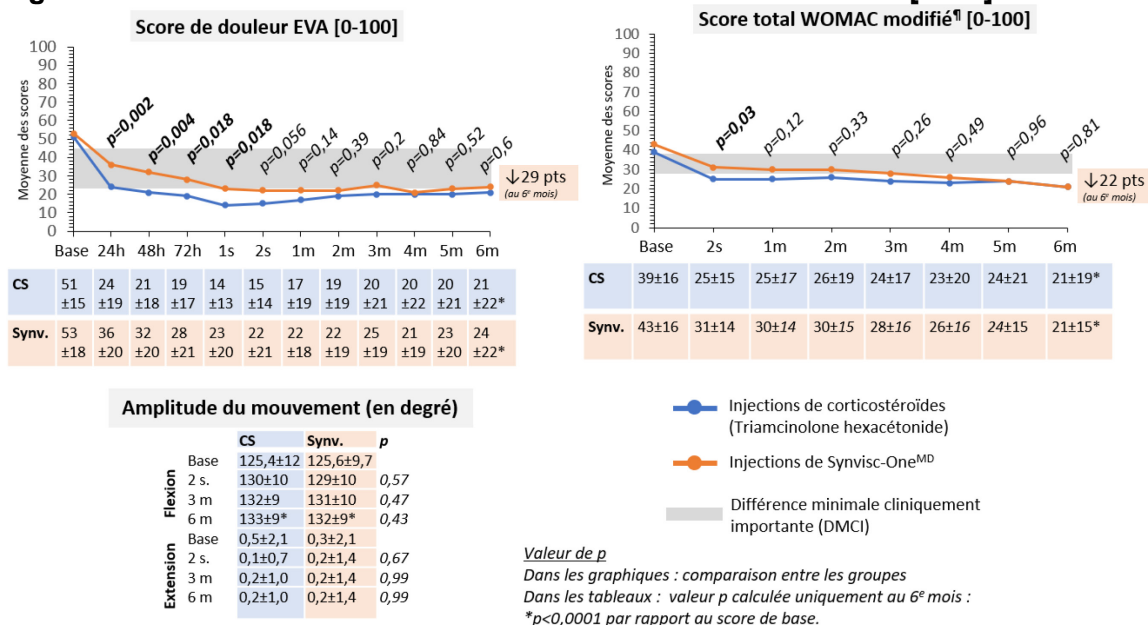 Score de douleur EVA [0-100]
Moyenne des scores
100
90
80
70
60
50
40
30
20
10
0
p=0,002
p=0,004
p=0,018
p=0,018
p=0,056
p=0,14
p=0,39
p=0,2
p=0,84
p=0,52
p=0,6
↓29 pts
(au 6e mois)
Base 24h 48h 72h 1s 2s 1m 2m 3m 4m 5m 6m
CS 51 24 21 19 14 15 17 19 20 20 20 21
±15 ±19 ±18 ±17 ±13 ±14 ±19 ±19 ±21 ±22 ±21 ±22*
Synv. 53 36 32 28 23 22 22 22 25 21 23 24
±18 ±20 ±20 ±21 ±20 ±21 ±18 ±19 ±19 ±19 ±20 ±22*
Score total WOMAC modifié¶ [0-100]
Moyenne des scores
100
90
80
70
60
50
40
30
20
10
0
p=0,03
p=0,12
p=0,33
p=0,26
p=0,49
p=0,96
p=0,81
↓22 pts
(au 6e mois)
Base 2s 1m 2m 3m 4m 5m 6m
CS 39±16 25±15 25±17 26±19 24±17 23±20 24±21 21±19*
Synv. 43±16 31±14 30±14 30±15 28±16 26±16 24±15 21±15*
Amplitude du mouvement (en degré)
CS Synv. p
Flexion
Base 125,4±12 125,6±9,7
2 s. 130±10 129±10 0,57
3 m 132±9 131±10 0,47
6 m 133±9* 132±9* 0,43
Extension
Base 0,5±2,1 0,3±2,1
2 s. 0,1±0,7 0,2±1,4 0,67
3 m 0,2±1,0 0,2±1,4 0,99
6 m 0,2±1,0 0,2±1,4 0,99
Injections de corticostéroïdes
(Triamcinolone hexacétonide)
Injections de Synvisc-OneMD
Différence minimale cliniquement
importante (DMCI)
Valeur de p
Dans les graphiques : comparaison entre les groupes
Dans les tableaux : valeur p calculée uniquement au 6e mois :
*p<0,0001 par rapport au score de base.